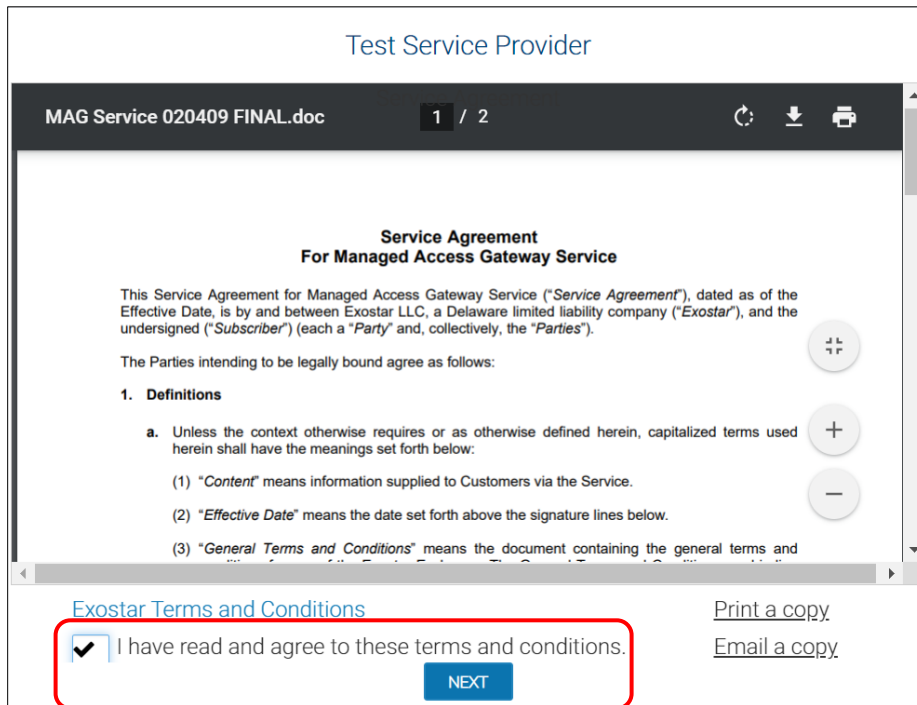 Test Service Provider
MAG Service 020409 FINAL.doc 1 / 2
Service Agreement
For Managed Access Gateway Service
This Service Agreement for Managed Access Gateway Service (“Service Agreement”), dated as of the
Effective Date, is by and between Exostar LLC, a Delaware limited liability company (“Exostar”), and the
undersigned (“Subscriber”) (each a “Party” and, collectively, the “Parties”).
The Parties intending to be legally bound agree as follows:
1. Definitions
a. Unless the context otherwise requires or as otherwise defined herein, capitalized terms used
herein shall have the meanings set forth below:
(1) “Content” means information supplied to Customers via the Service.
(2) “Effective Date” means the date set forth above the signature lines below.
(3) “General Terms and Conditions” means the document containing the general terms and
Exostar Terms and Conditions
Print a copy
I have read and agree to these terms and conditions.
Email a copy
NEXT